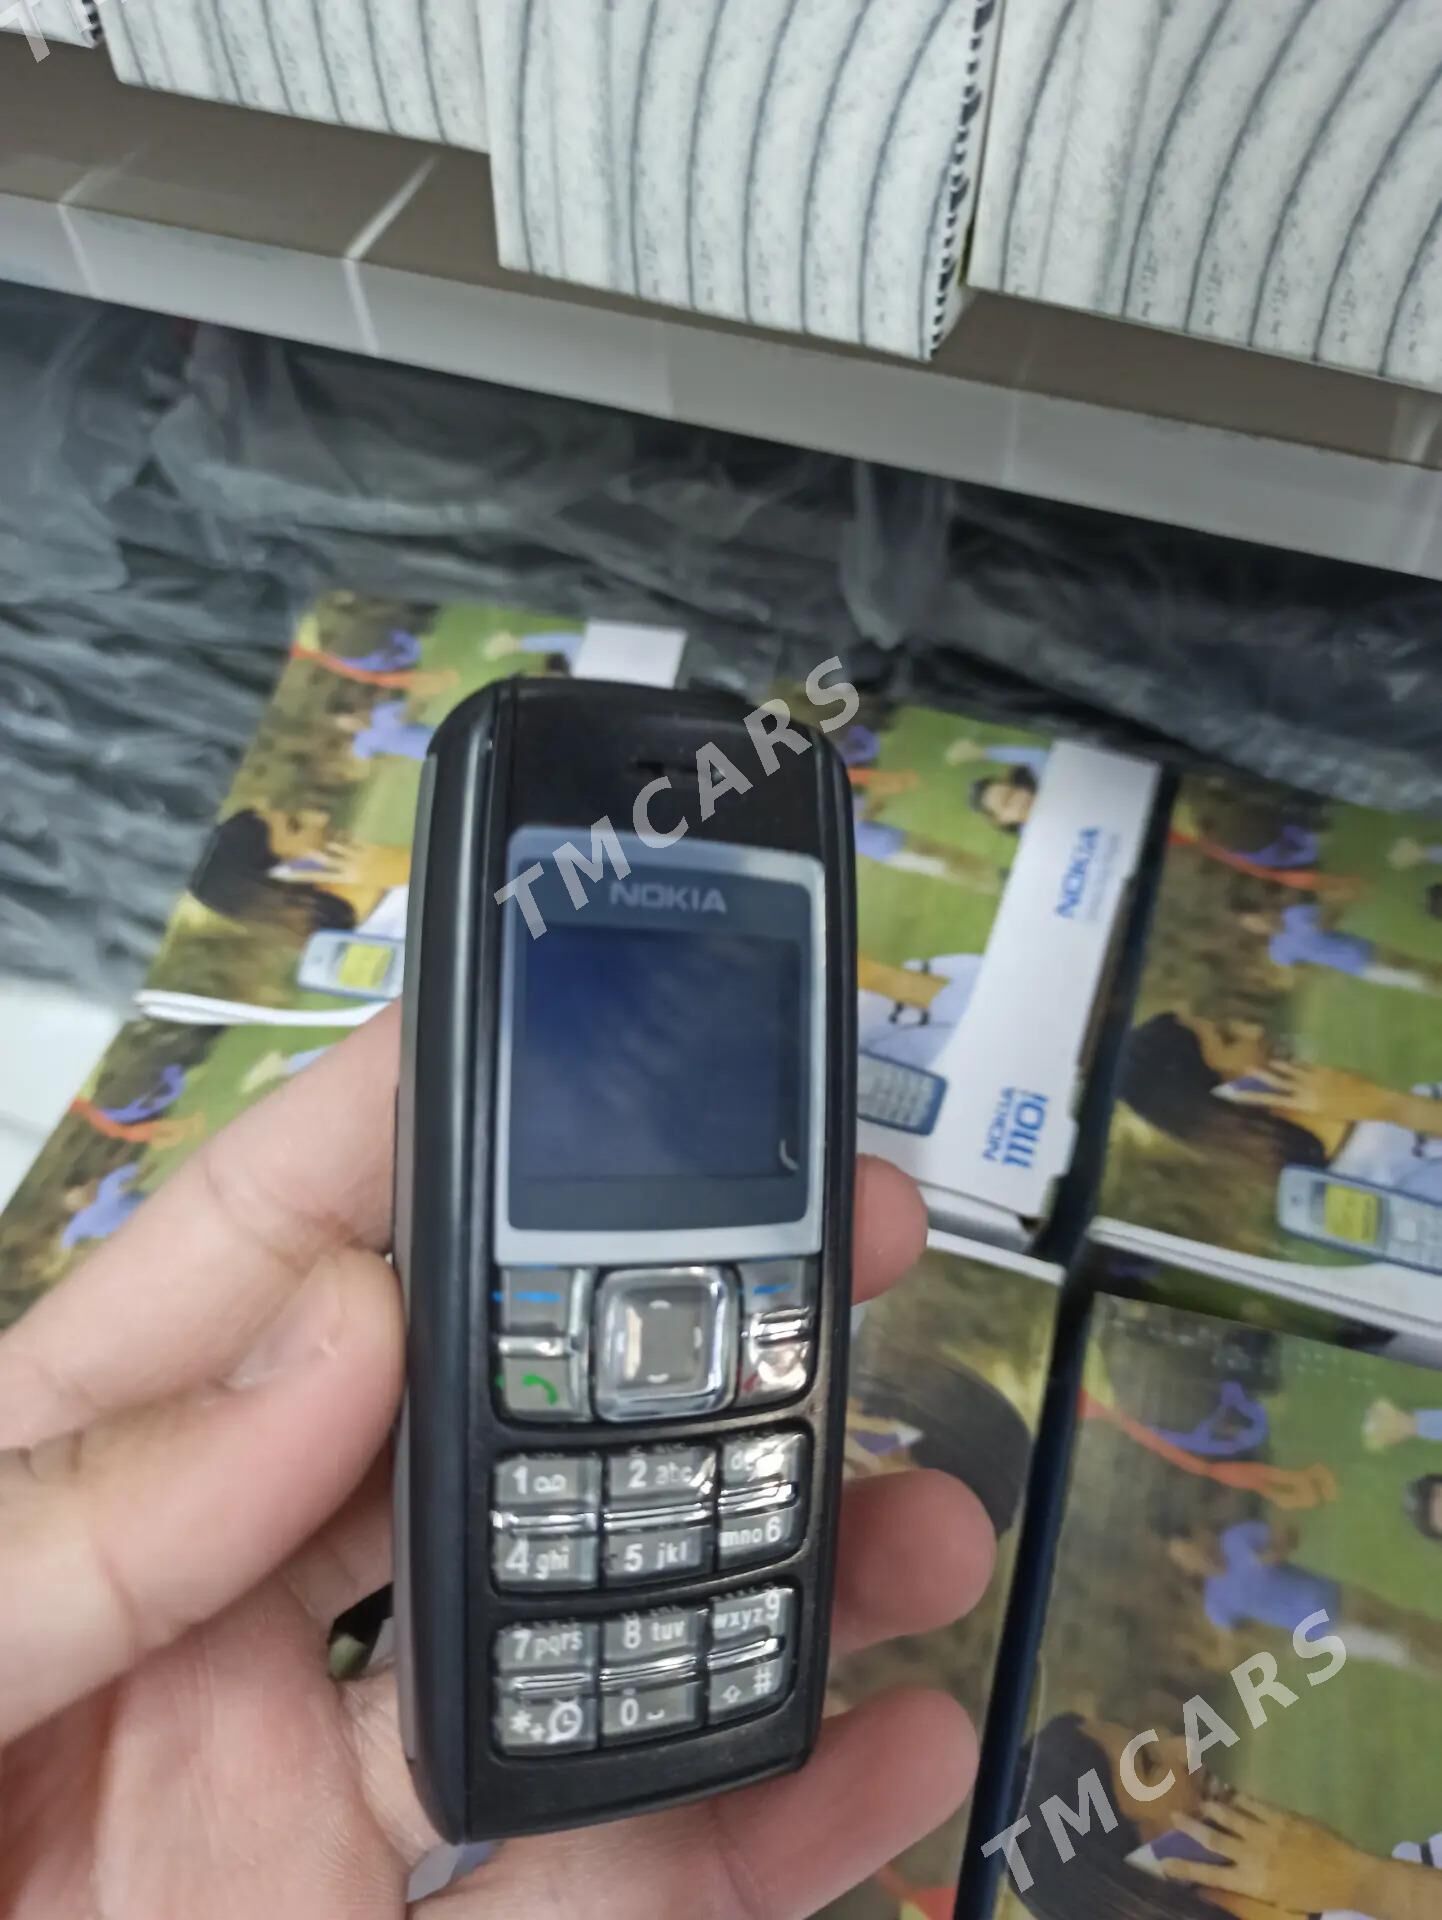 TMCARS
NOKIA
NOKIA
NOKIA
1110i
1
2 abc
4 ghi
5 jkl
mno 6
7 pqrs
8 tuv
wxyz 9
*+
0
#
TMCARS